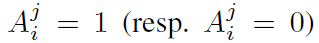 $A_i^j = 1$ (resp. $A_i^j = 0$)